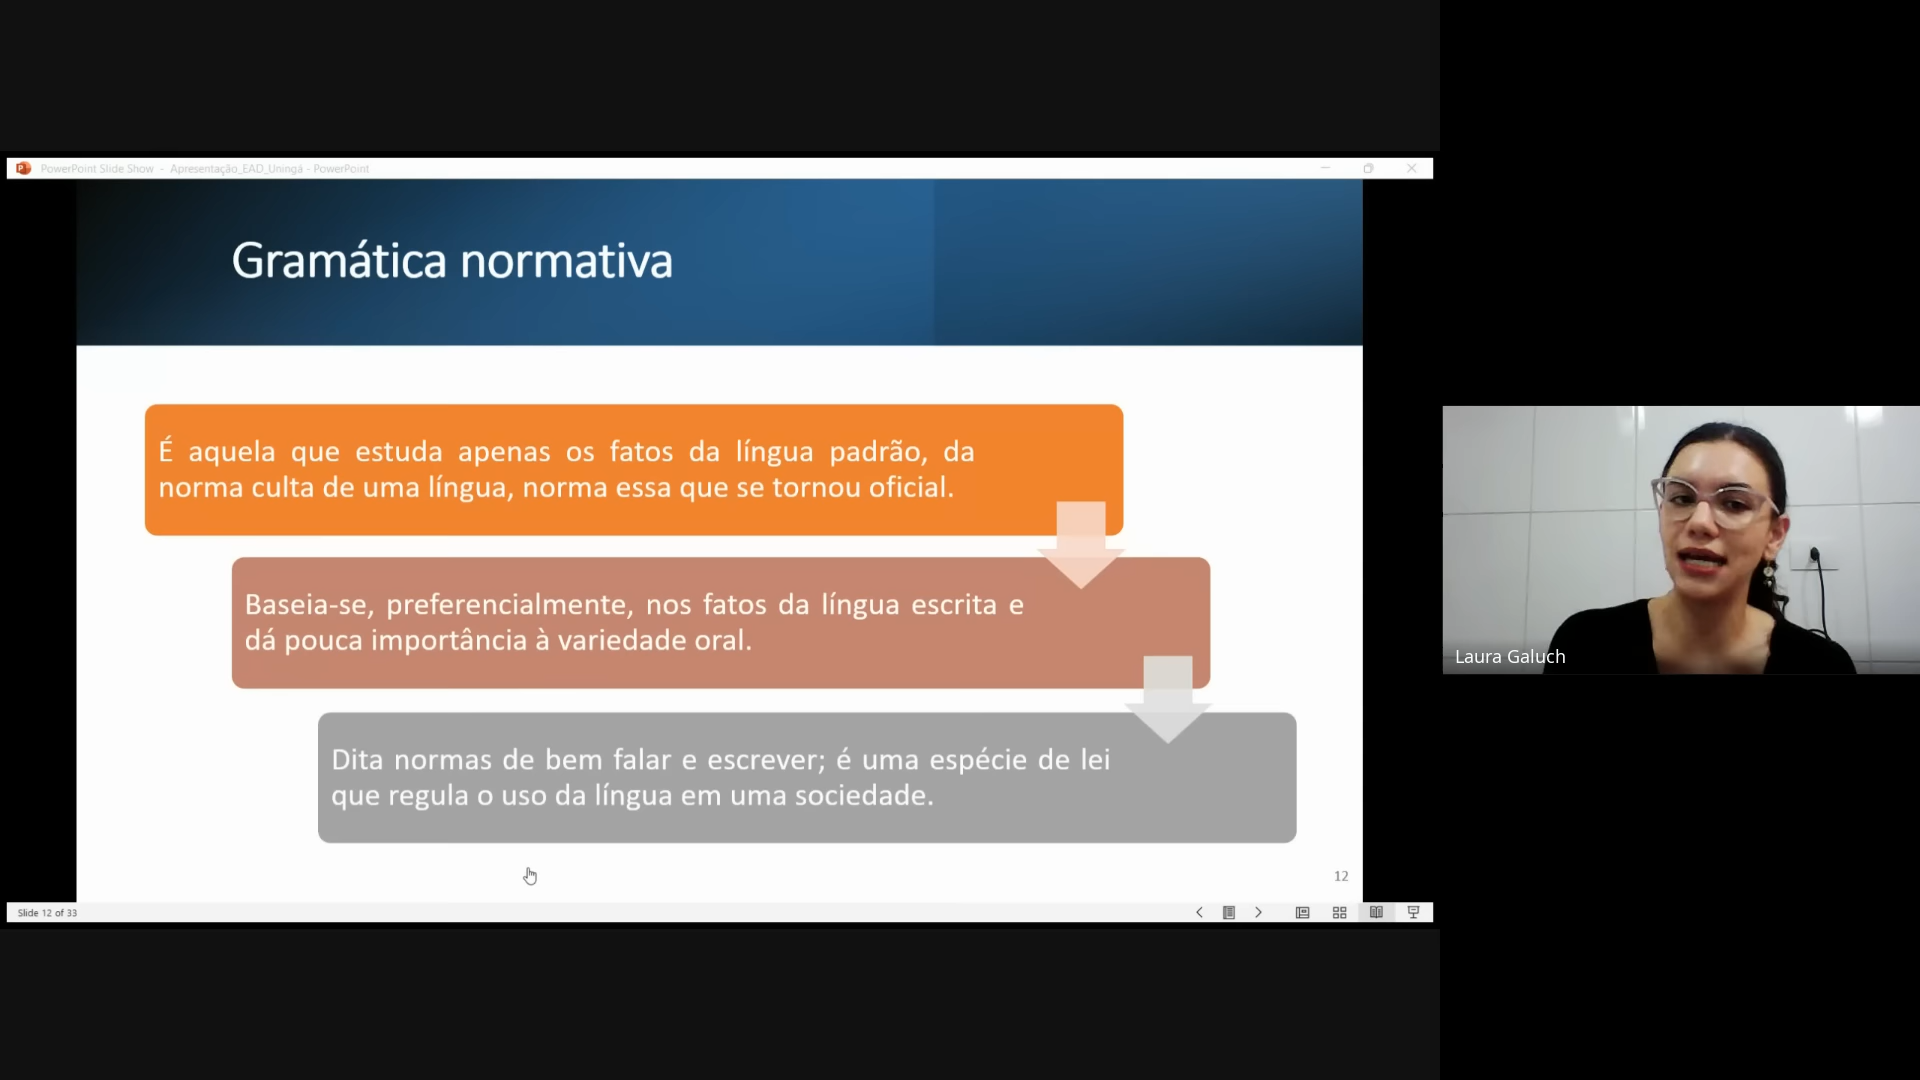 PowerPoint Slide Show - Apresentação_EAD_Uningá - PowerPoint
Gramática normativa
É aquela que estuda apenas os fatos da língua padrão, da
norma culta de uma língua, norma essa que se tornou oficial.
Baseia-se, preferencialmente, nos fatos da língua escrita e
dá pouca importância à variedade oral.
Dita normas de bem falar e escrever; é uma espécie de lei
que regula o uso da língua em uma sociedade.
12
Slide 12 of 33
Laura Galuch